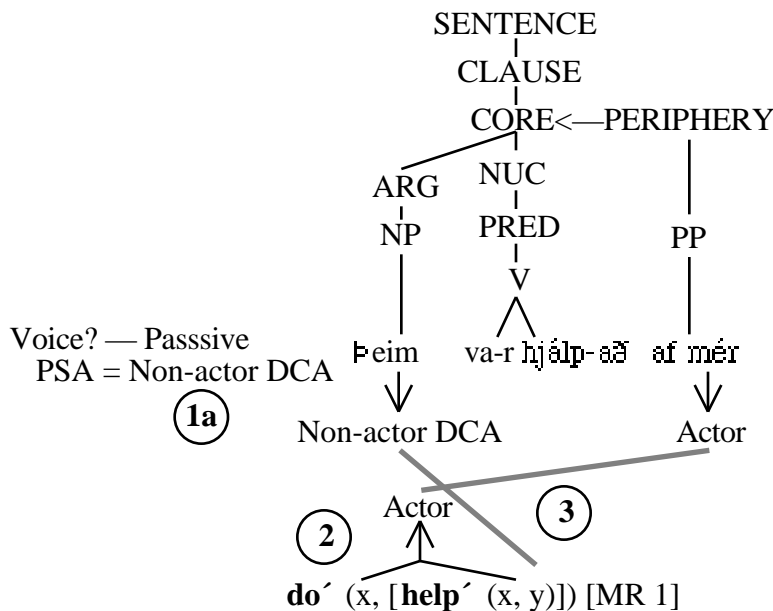 SENTENCE
CLAUSE
CORE<—PERIPHERY
ARG NUC
NP PRED PP
V
Voice? — Passsive Þeim va-r hjálp-að af mér
PSA = Non-actor DCA
1a Non-actor DCA Actor
Actor
2 3
do´ (x, [help´ (x, y)]) [MR 1]